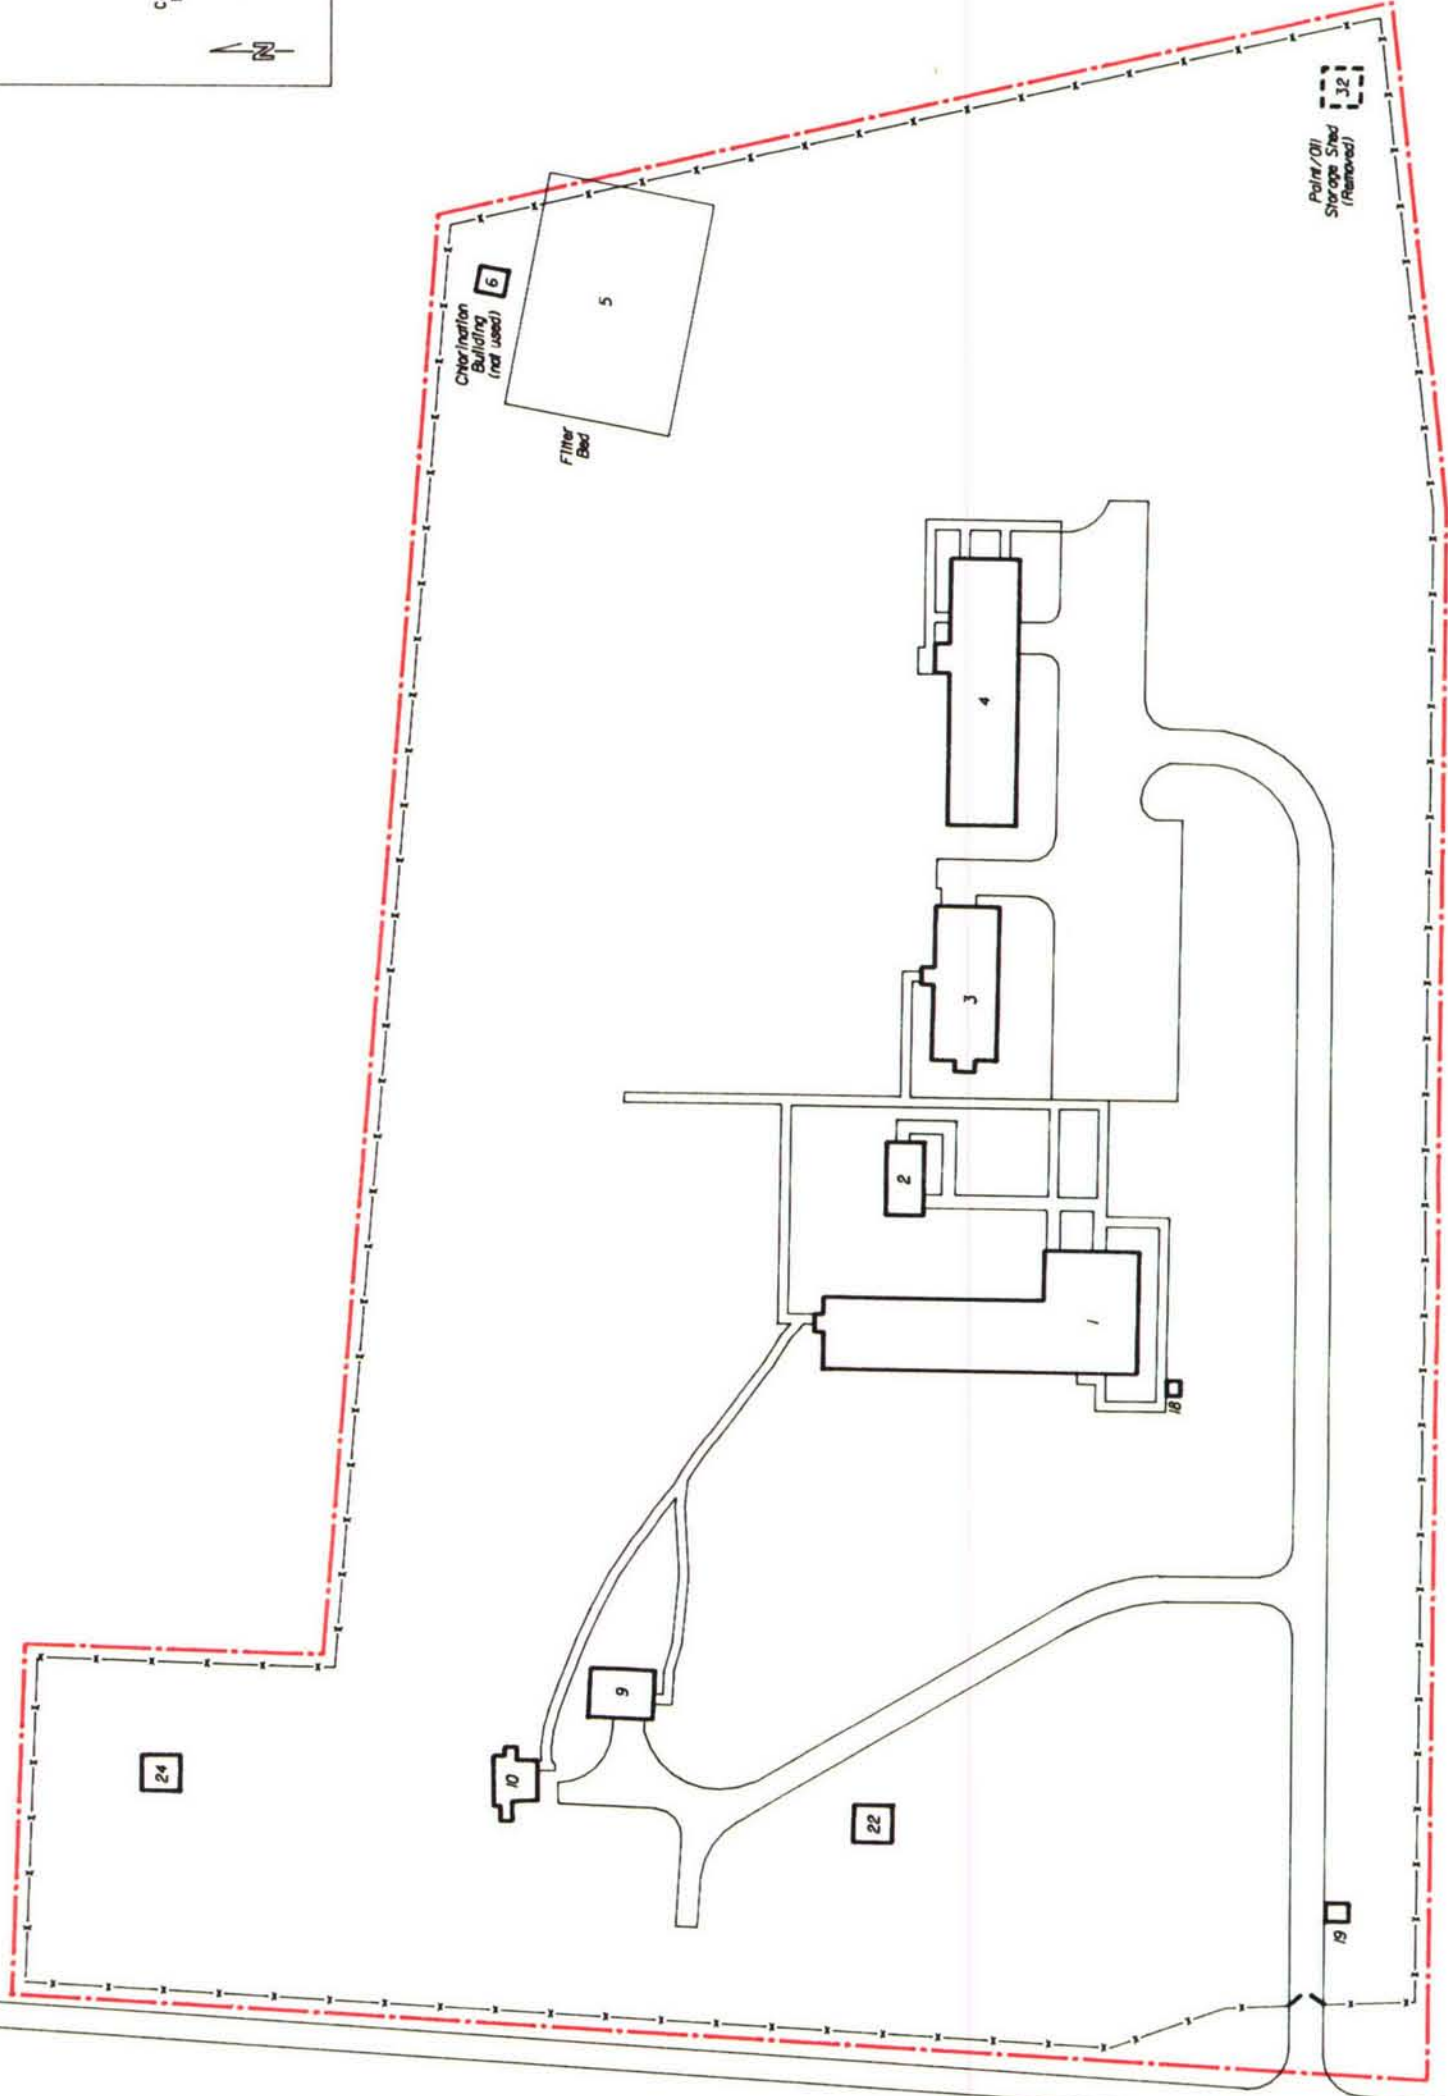 N
32
Paint/Oil
Storage Shed
(Removed)
6
Chlorination
Building
(not used)
5
Filter
Bed
4
3
2
1
18
9
10
24
22
19